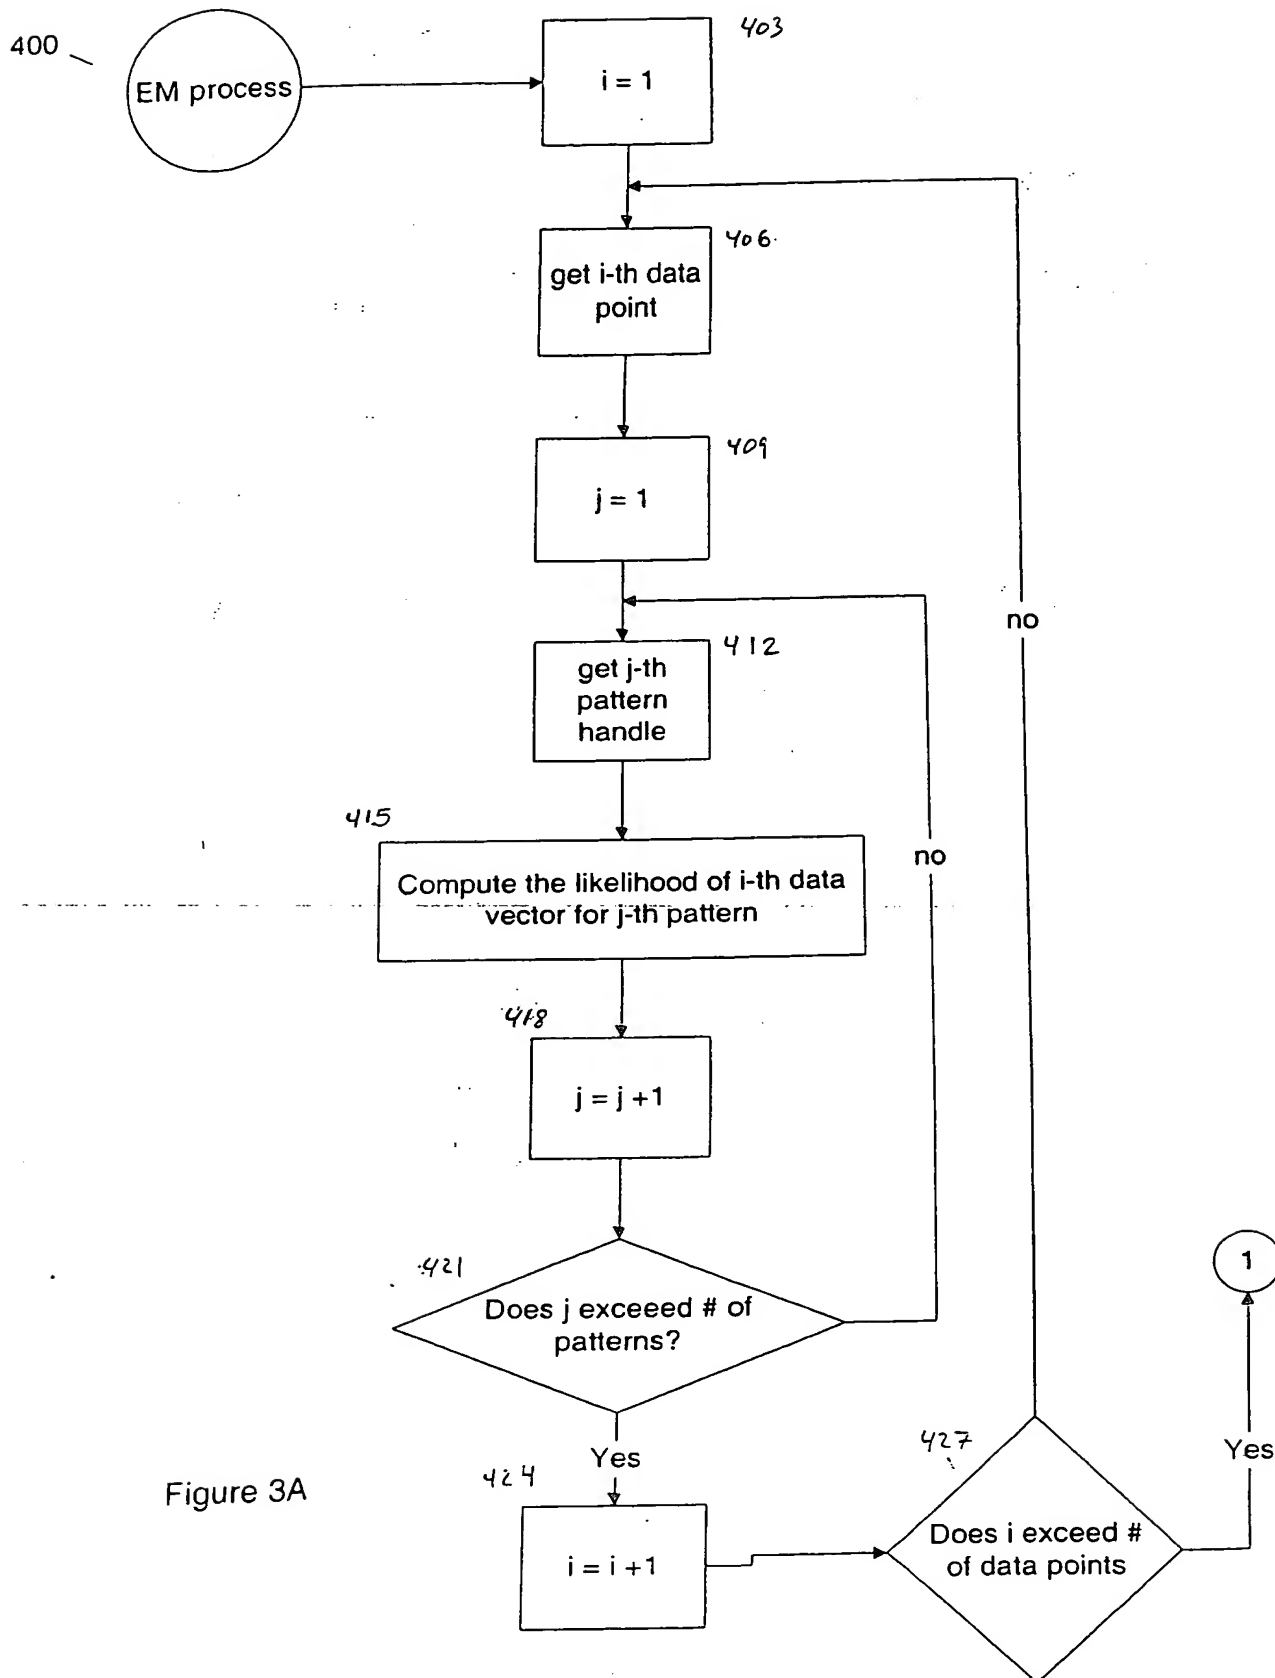 400
EM process
403
i = 1
406
get i-th data
point
409
j = 1
no
412
get j-th
pattern
handle
415
no
Compute the likelihood of i-th data
vector for j-th pattern
418
j = j +1
421
Does j exceeed # of
patterns?
1
Yes
427
Yes
424
Figure 3A
i = i +1
Does i exceed #
of data points